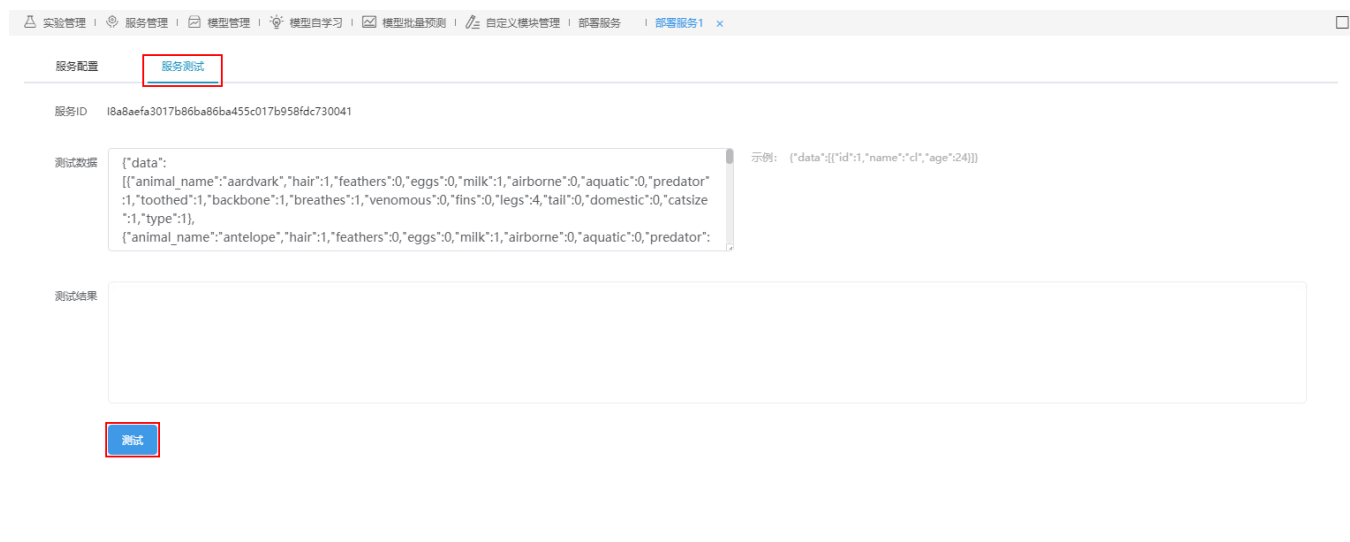 实验管理 服务管理 模型管理 模型自学习 模型批量预测 自定义模块管理 部署服务 部署服务1 ×
服务配置 服务测试
服务ID I8a8aefa3017b86ba86ba455c017b958fdc730041
测试数据 {"data": 示例: {"data":[{"id":1,"name":"cl","age":24}]}
[{"animal_name":"aardvark","hair":1,"feathers":0,"eggs":0,"milk":1,"airborne":0,"aquatic":0,"predator"
:1,"toothed":1,"backbone":1,"breathes":1,"venomous":0,"fins":0,"legs":4,"tail":0,"domestic":0,"catsize
":1,"type":1},
{"animal_name":"antelope","hair":1,"feathers":0,"eggs":0,"milk":1,"airborne":0,"aquatic":0,"predator":
测试结果
测试